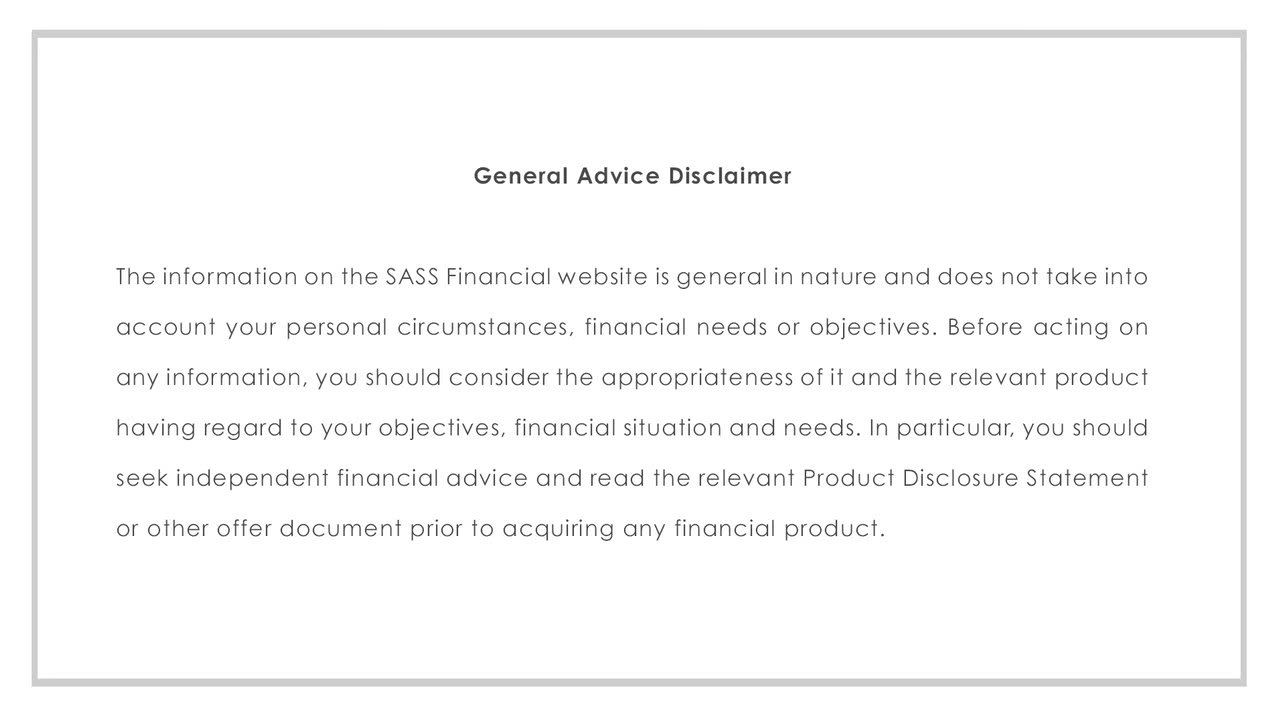 General Advice Disclaimer
The information on the SASS Financial website is general in nature and does not take into
account your personal circumstances, financial needs or objectives. Before acting on
any information, you should consider the appropriateness of it and the relevant product
having regard to your objectives, financial situation and needs. In particular, you should
seek independent financial advice and read the relevant Product Disclosure Statement
or other offer document prior to acquiring any financial product.